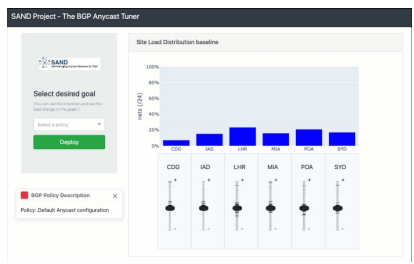 SAND Project - The BGP Anycast Tuner
SAND
Select desired goal
Select a policy
Deploy
BGP Policy Description
×
Policy: Default Anycast configuration
Site Load Distribution baseline
100%
80%
60%
40%
20%
0%
nets (/24)
CDG IAD LHR MIA POA SYD
CDG IAD LHR MIA POA SYD
+ + + + + +
- - - - - -